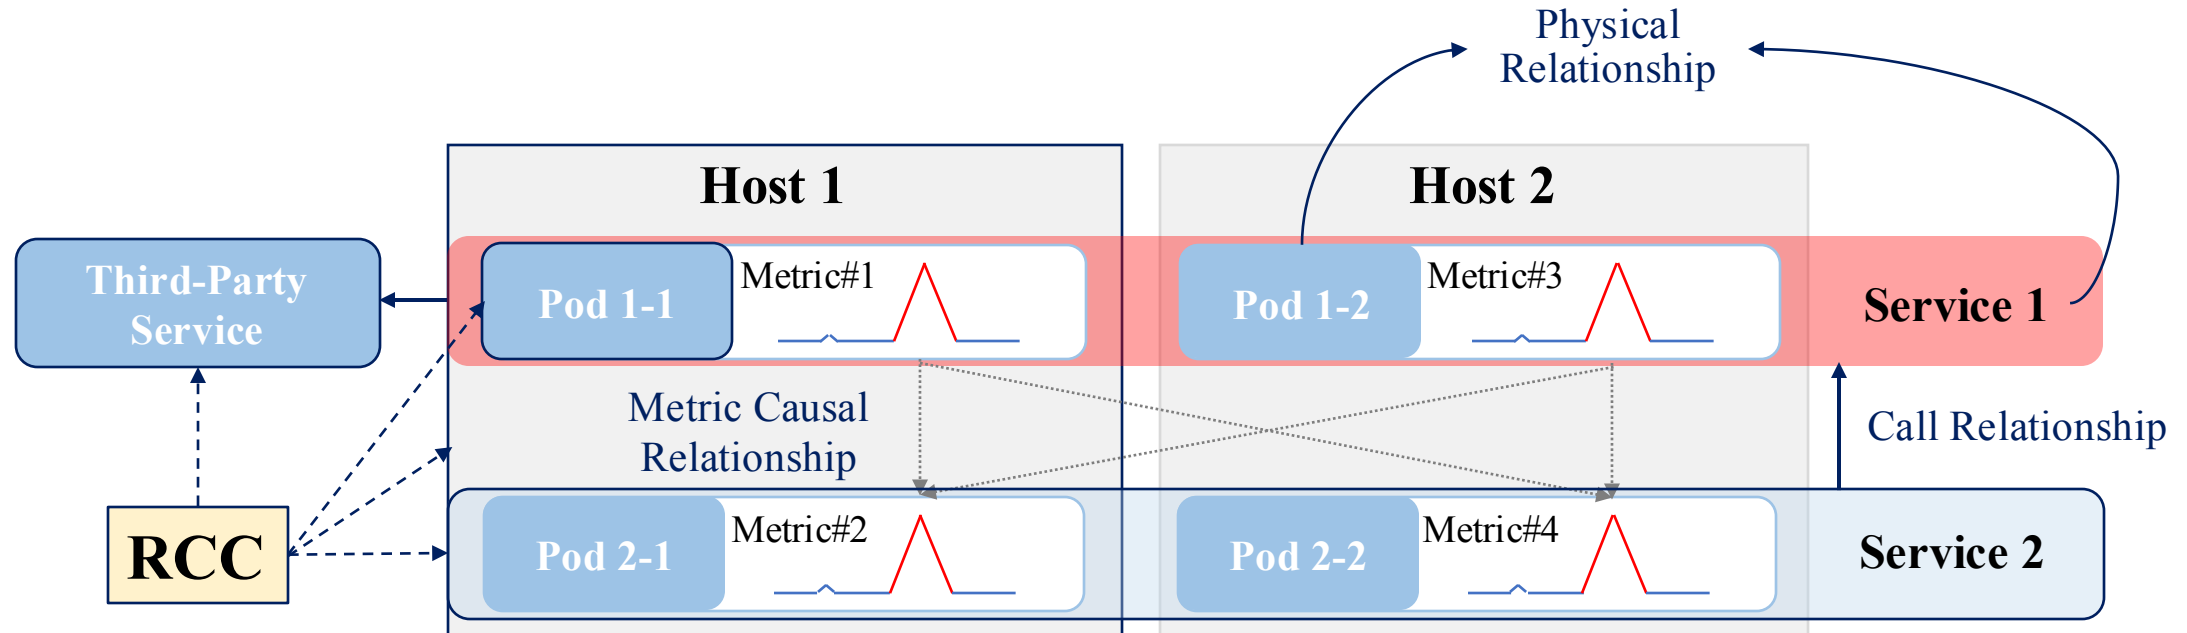 Physical
Relationship
Host 1
Host 2
Third-Party
Service
Pod 1-1
Metric#1
Pod 1-2
Metric#3
Service 1
Metric Causal
Relationship
Call Relationship
RCC
Pod 2-1
Metric#2
Pod 2-2
Metric#4
Service 2